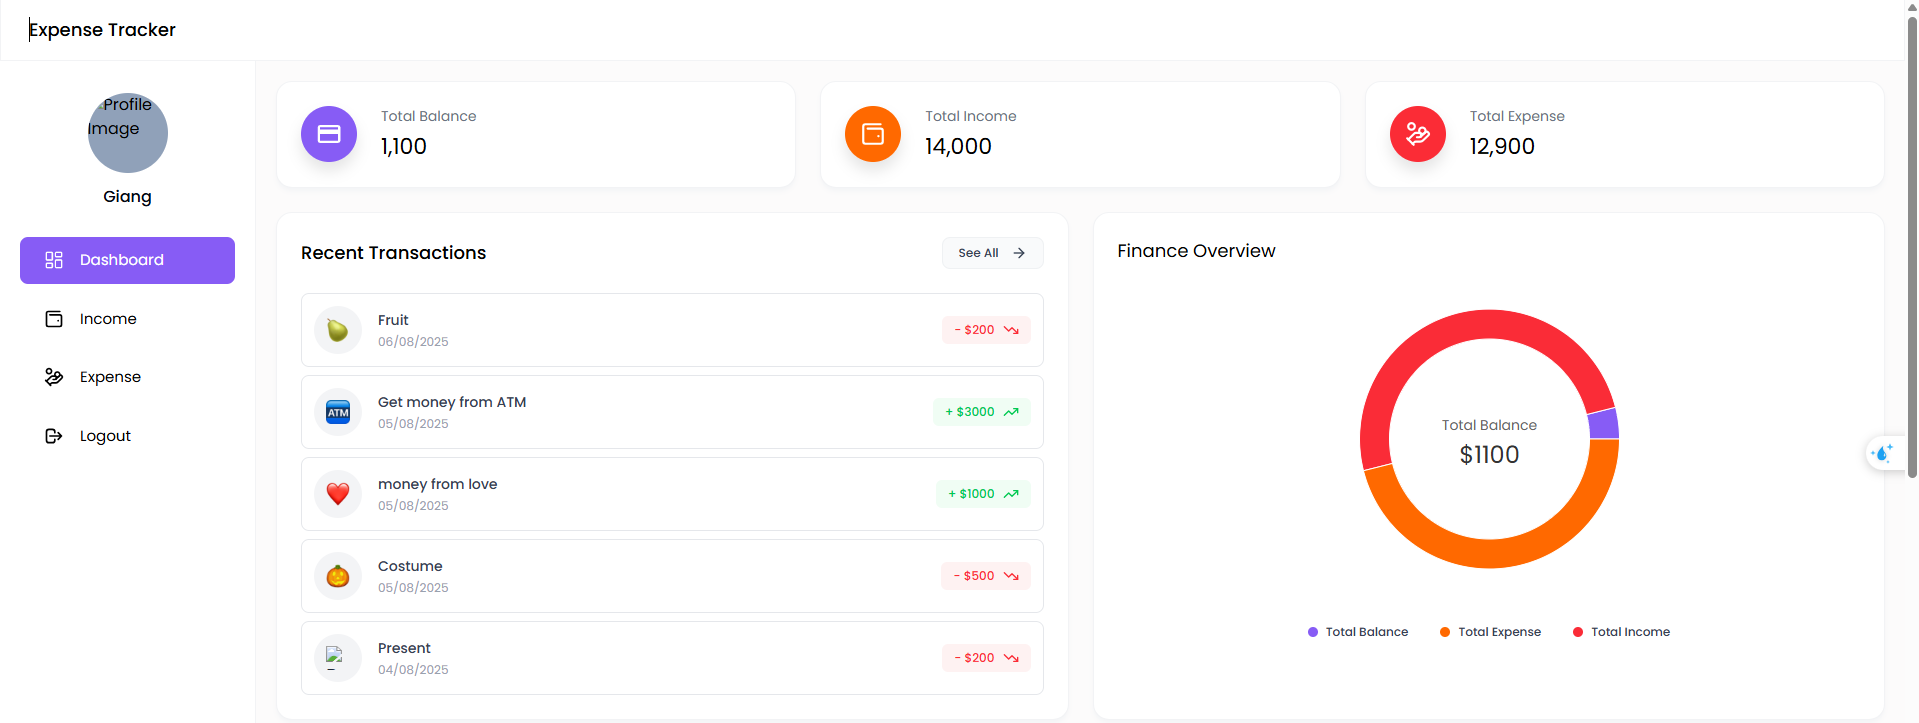 Expense Tracker
Profile
Image
Giang
Dashboard
Income
Expense
Logout
Total Balance
1,100
Total Income
14,000
Total Expense
12,900
Recent Transactions
See All
Fruit
06/08/2025
- $200
ATM
Get money from ATM
05/08/2025
+ $3000
money from love
05/08/2025
+ $1000
Costume
05/08/2025
- $500
Present
04/08/2025
- $200
Finance Overview
Total Balance
$1100
Total Balance
Total Expense
Total Income